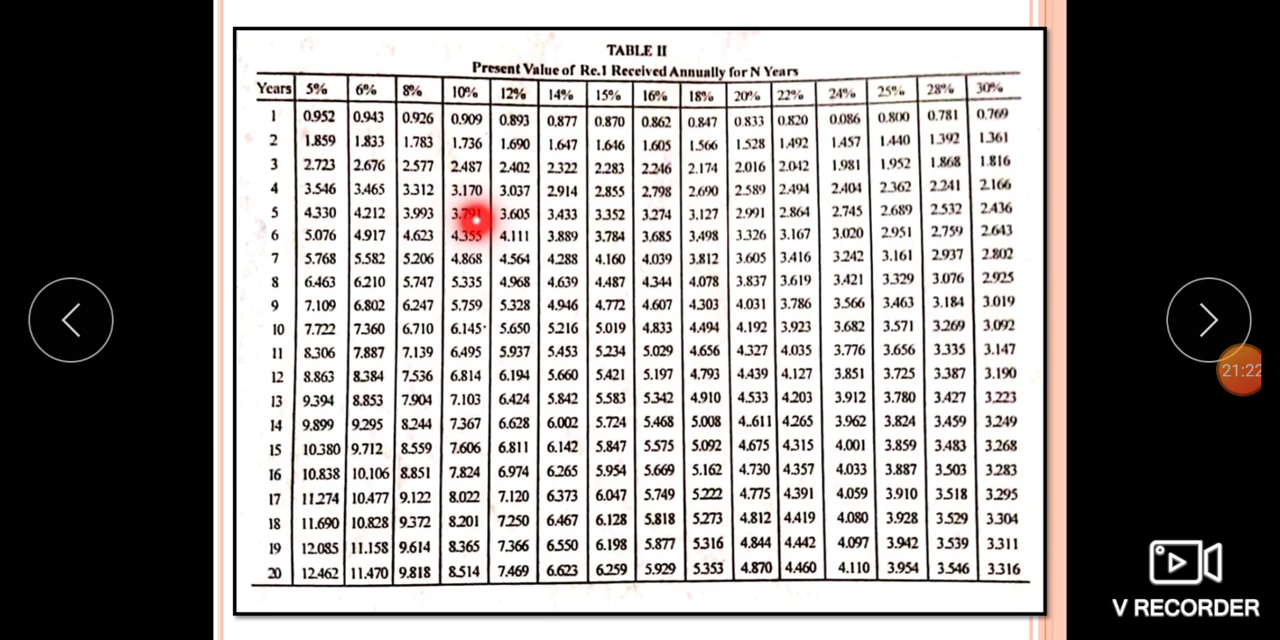 TABLE II
Present Value of Re.1 Received Annually for N Years
Years 5% 6% 8% 10% 12% 14% 15% 16% 18% 20% 22% 24% 25% 28% 30%
1 0.952 0.943 0.926 0.909 0.893 0.877 0.870 0.862 0.847 0.833 0.820 0.086 0.800 0.781 0.769
2 1.859 1.833 1.783 1.736 1.690 1.647 1.646 1.605 1.566 1.528 1.492 1.457 1.440 1.392 1.361
3 2.723 2.676 2.577 2.487 2.402 2.322 2.283 2.246 2.174 2.016 2.042 1.981 1.952 1.868 1.816
4 3.546 3.465 3.312 3.170 3.037 2.914 2.855 2.798 2.690 2.589 2.494 2.404 2.362 2.241 2.166
5 4.330 4.212 3.993 3.791 3.605 3.433 3.352 3.274 3.127 2.991 2.864 2.745 2.689 2.532 2.436
6 5.076 4.917 4.623 4.355 4.111 3.889 3.784 3.685 3.498 3.326 3.167 3.020 2.951 2.759 2.643
7 5.768 5.582 5.206 4.868 4.564 4.288 4.160 4.039 3.812 3.605 3.416 3.242 3.161 2.937 2.802
8 6.463 6.210 5.747 5.335 4.968 4.639 4.487 4.344 4.078 3.837 3.619 3.421 3.329 3.076 2.925
9 7.109 6.802 6.247 5.759 5.328 4.946 4.772 4.607 4.303 4.031 3.786 3.566 3.463 3.184 3.019
10 7.722 7.360 6.710 6.145 5.650 5.216 5.019 4.833 4.494 4.192 3.923 3.682 3.571 3.269 3.092
11 8.306 7.887 7.139 6.495 5.937 5.453 5.234 5.029 4.656 4.327 4.035 3.776 3.656 3.335 3.147
12 8.863 8.384 7.536 6.814 6.194 5.660 5.421 5.197 4.793 4.439 4.127 3.851 3.725 3.387 3.190
13 9.394 8.853 7.904 7.103 6.424 5.842 5.583 5.342 4.910 4.533 4.203 3.912 3.780 3.427 3.223
14 9.899 9.295 8.244 7.367 6.628 6.002 5.724 5.468 5.008 4..611 4.265 3.962 3.824 3.459 3.249
15 10.380 9.712 8.559 7.606 6.811 6.142 5.847 5.575 5.092 4.675 4.315 4.001 3.859 3.483 3.268
16 10.838 10.106 8.851 7.824 6.974 6.265 5.954 5.669 5.162 4.730 4.357 4.033 3.887 3.503 3.283
17 11.274 10.477 9.122 8.022 7.120 6.373 6.047 5.749 5.222 4.775 4.391 4.059 3.910 3.518 3.295
18 11.690 10.828 9.372 8.201 7.250 6.467 6.128 5.818 5.273 4.812 4.419 4.080 3.928 3.529 3.304
19 12.085 11.158 9.614 8.365 7.366 6.550 6.198 5.877 5.316 4.844 4.442 4.097 3.942 3.539 3.311
20 12.462 11.470 9.818 8.514 7.469 6.623 6.259 5.929 5.353 4.870 4.460 4.110 3.954 3.546 3.316
21:22
V RECORDER